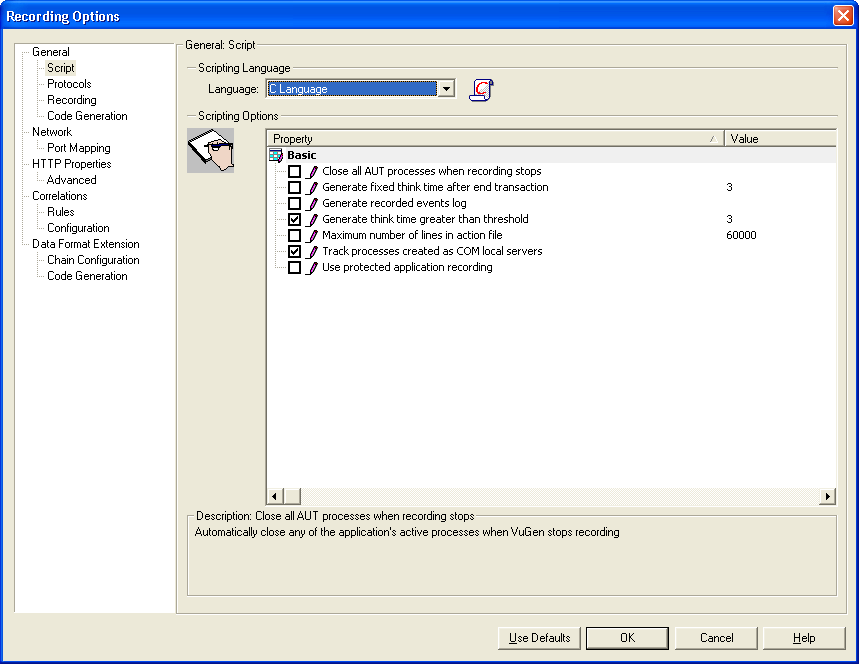 Recording Options
General
Script
Protocols
Recording
Code Generation
Network
Port Mapping
HTTP Properties
Advanced
Correlations
Rules
Configuration
Data Format Extension
Chain Configuration
Code Generation
General: Script
Scripting Language
Language: C Language
Scripting Options
Property Value
Basic
Close all AUT processes when recording stops
Generate fixed think time after end transaction 3
Generate recorded events log
Generate think time greater than threshold 3
Maximum number of lines in action file 60000
Track processes created as COM local servers
Use protected application recording
Description: Close all AUT processes when recording stops
Automatically close any of the application's active processes when VuGen stops recording
Use Defaults OK Cancel Help